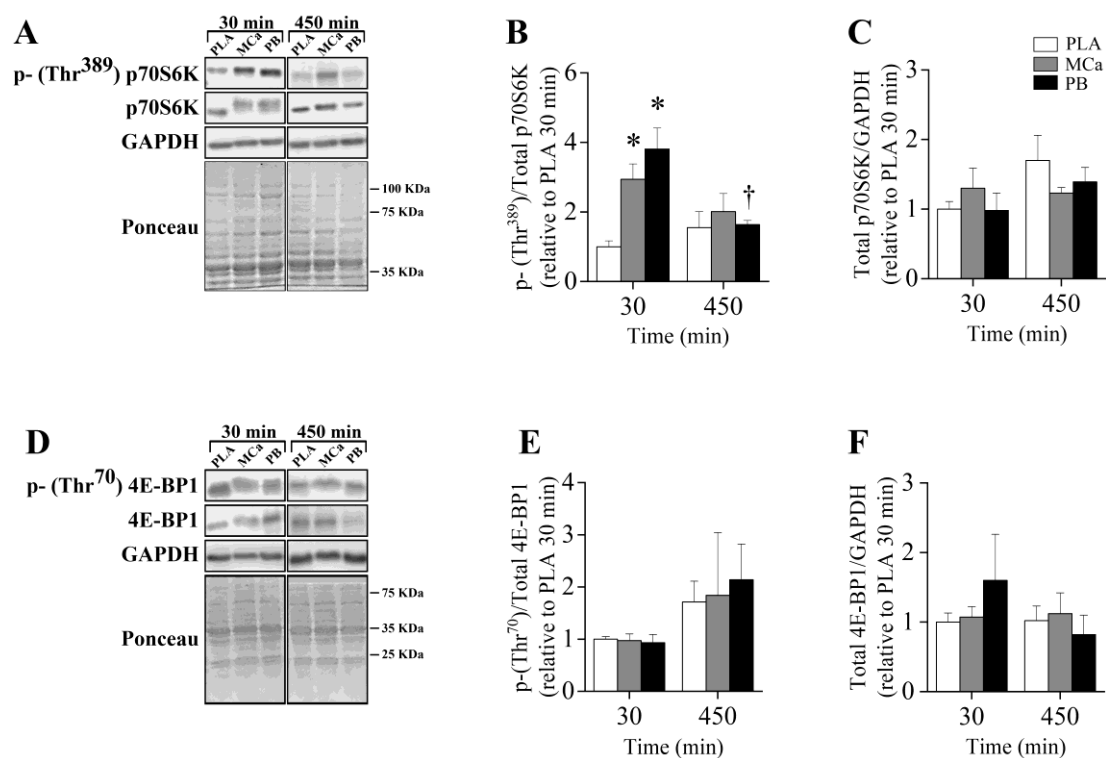 A
30 min
450 min
PLA
MCa
PB
PLA
MCa
PB
p- (Thr389) p70S6K
p70S6K
GAPDH
Ponceau
100 KDa
75 KDa
35 KDa
B
p- (Thr389)/Total p70S6K
(relative to PLA 30 min)
6
4
2
0
*
*
†
30
450
Time (min)
C
PLA
MCa
PB
Total p70S6K/GAPDH
(relative to PLA 30 min)
3
2
1
0
30
450
Time (min)
D
30 min
450 min
PLA
MCa
PB
PLA
MCa
PB
p- (Thr70) 4E-BP1
4E-BP1
GAPDH
Ponceau
75 KDa
35 KDa
25 KDa
E
p-(Thr70)/Total 4E-BP1
(relative to PLA 30 min)
4
3
2
1
0
30
450
Time (min)
F
Total 4E-BP1/GAPDH
(relative to PLA 30 min)
3
2
1
0
30
450
Time (min)